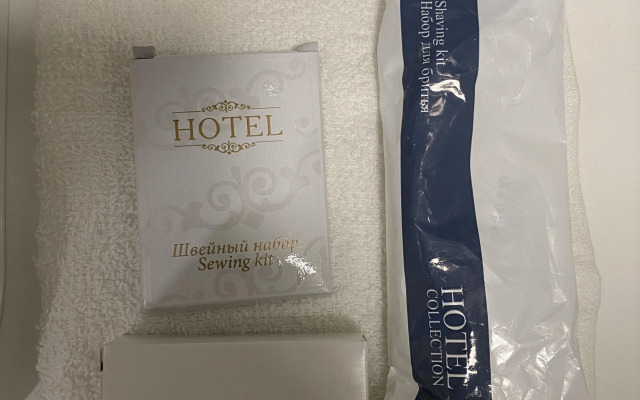 HOTEL
Швейный набор
Sewing kit
Shaving kit
Набор для бритья
HOTEL
COLLECTION